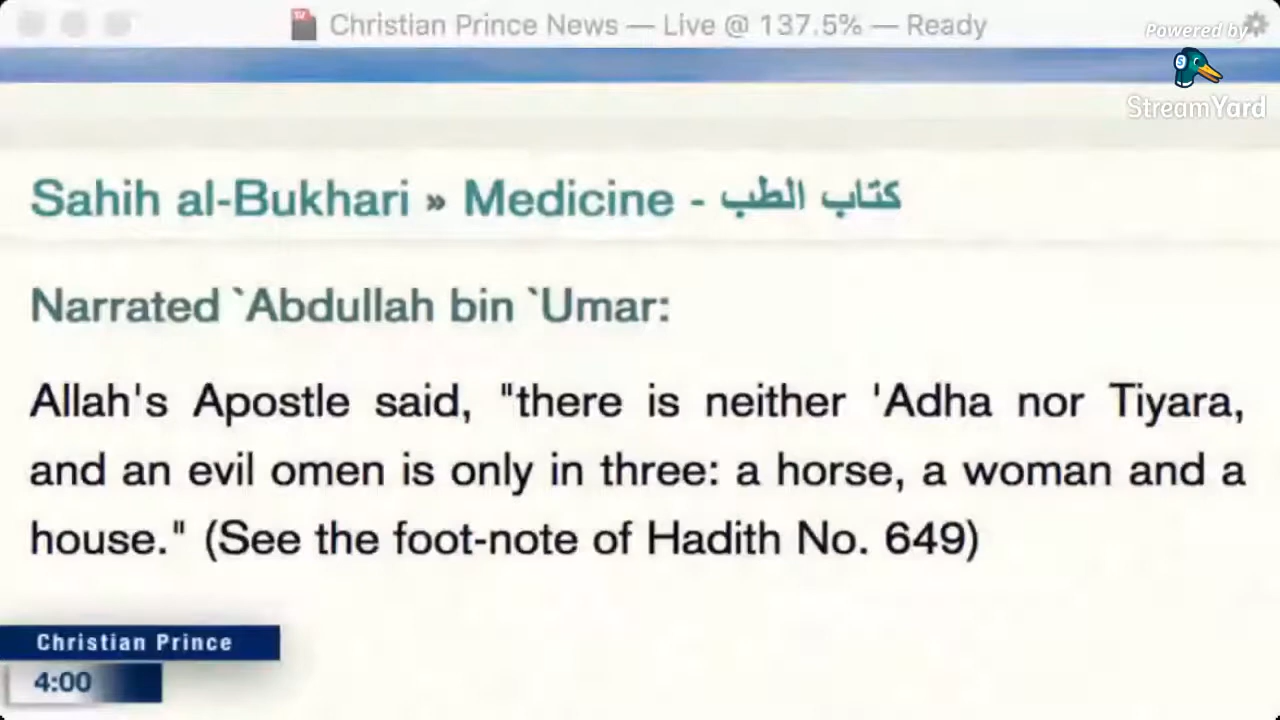 Christian Prince News — Live @ 137.5% — Ready
Powered by
StreamYard
Sahih al-Bukhari » Medicine - كتاب الطب
Narrated `Abdullah bin `Umar:
Allah's Apostle said, "there is neither 'Adha nor Tiyara,
and an evil omen is only in three: a horse, a woman and a
house." (See the foot-note of Hadith No. 649)
Christian Prince
4:00